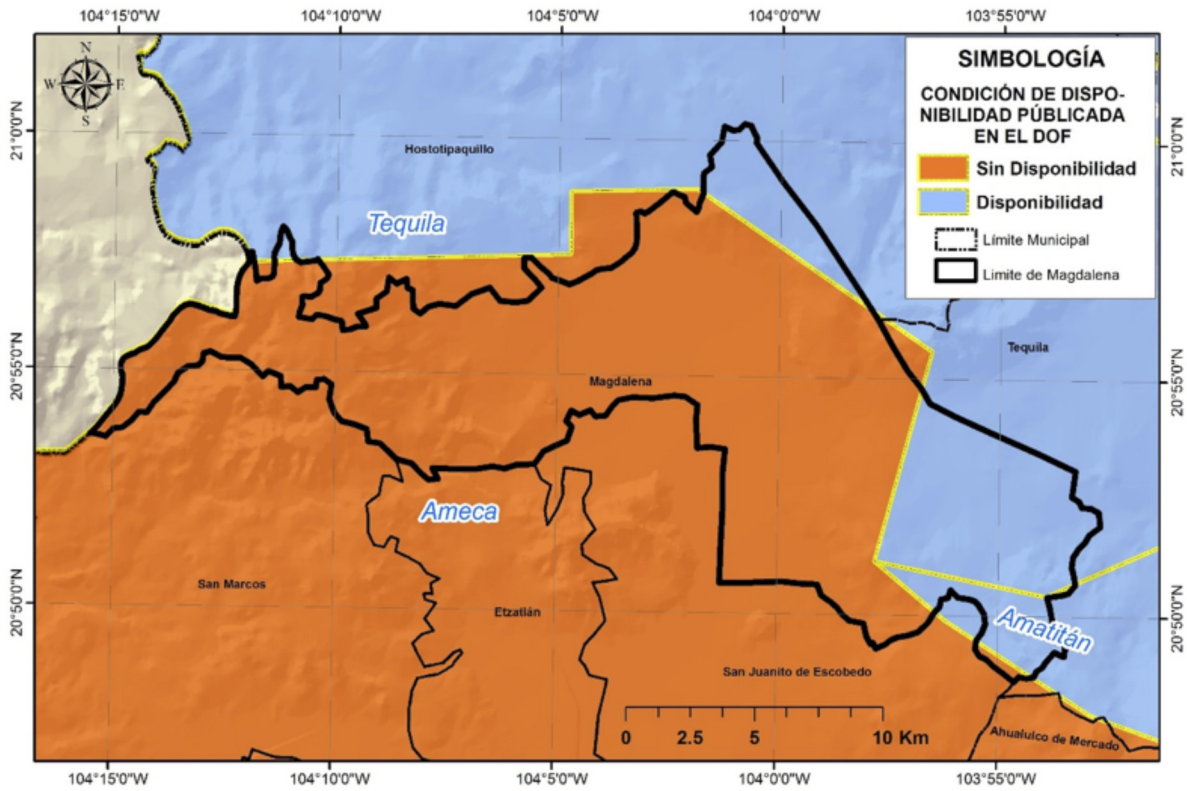 104°15'0"W 104°10'0"W 104°5'0"W 104°0'0"W 103°55'0"W
N
W E
S
SIMBOLOGÍA
CONDICIÓN DE DISPO-
NIBILIDAD PÚBLICADA
EN EL DOF
Sin Disponibilidad
Disponibilidad
Límite Municipal
Limite de Magdalena
21°0'0"N
21°0'0"N
Hostotipaquillo
Tequila
Tequila
20°55'0"N
20°55'0"N
Magdalena
Ameca
San Marcos
Etzatlán
20°50'0"N
20°50'0"N
Amatitán
San Juanito de Escobedo
0 2.5 5 10 Km
Ahualulco de Mercado
104°15'0"W 104°10'0"W 104°5'0"W 104°0'0"W 103°55'0"W